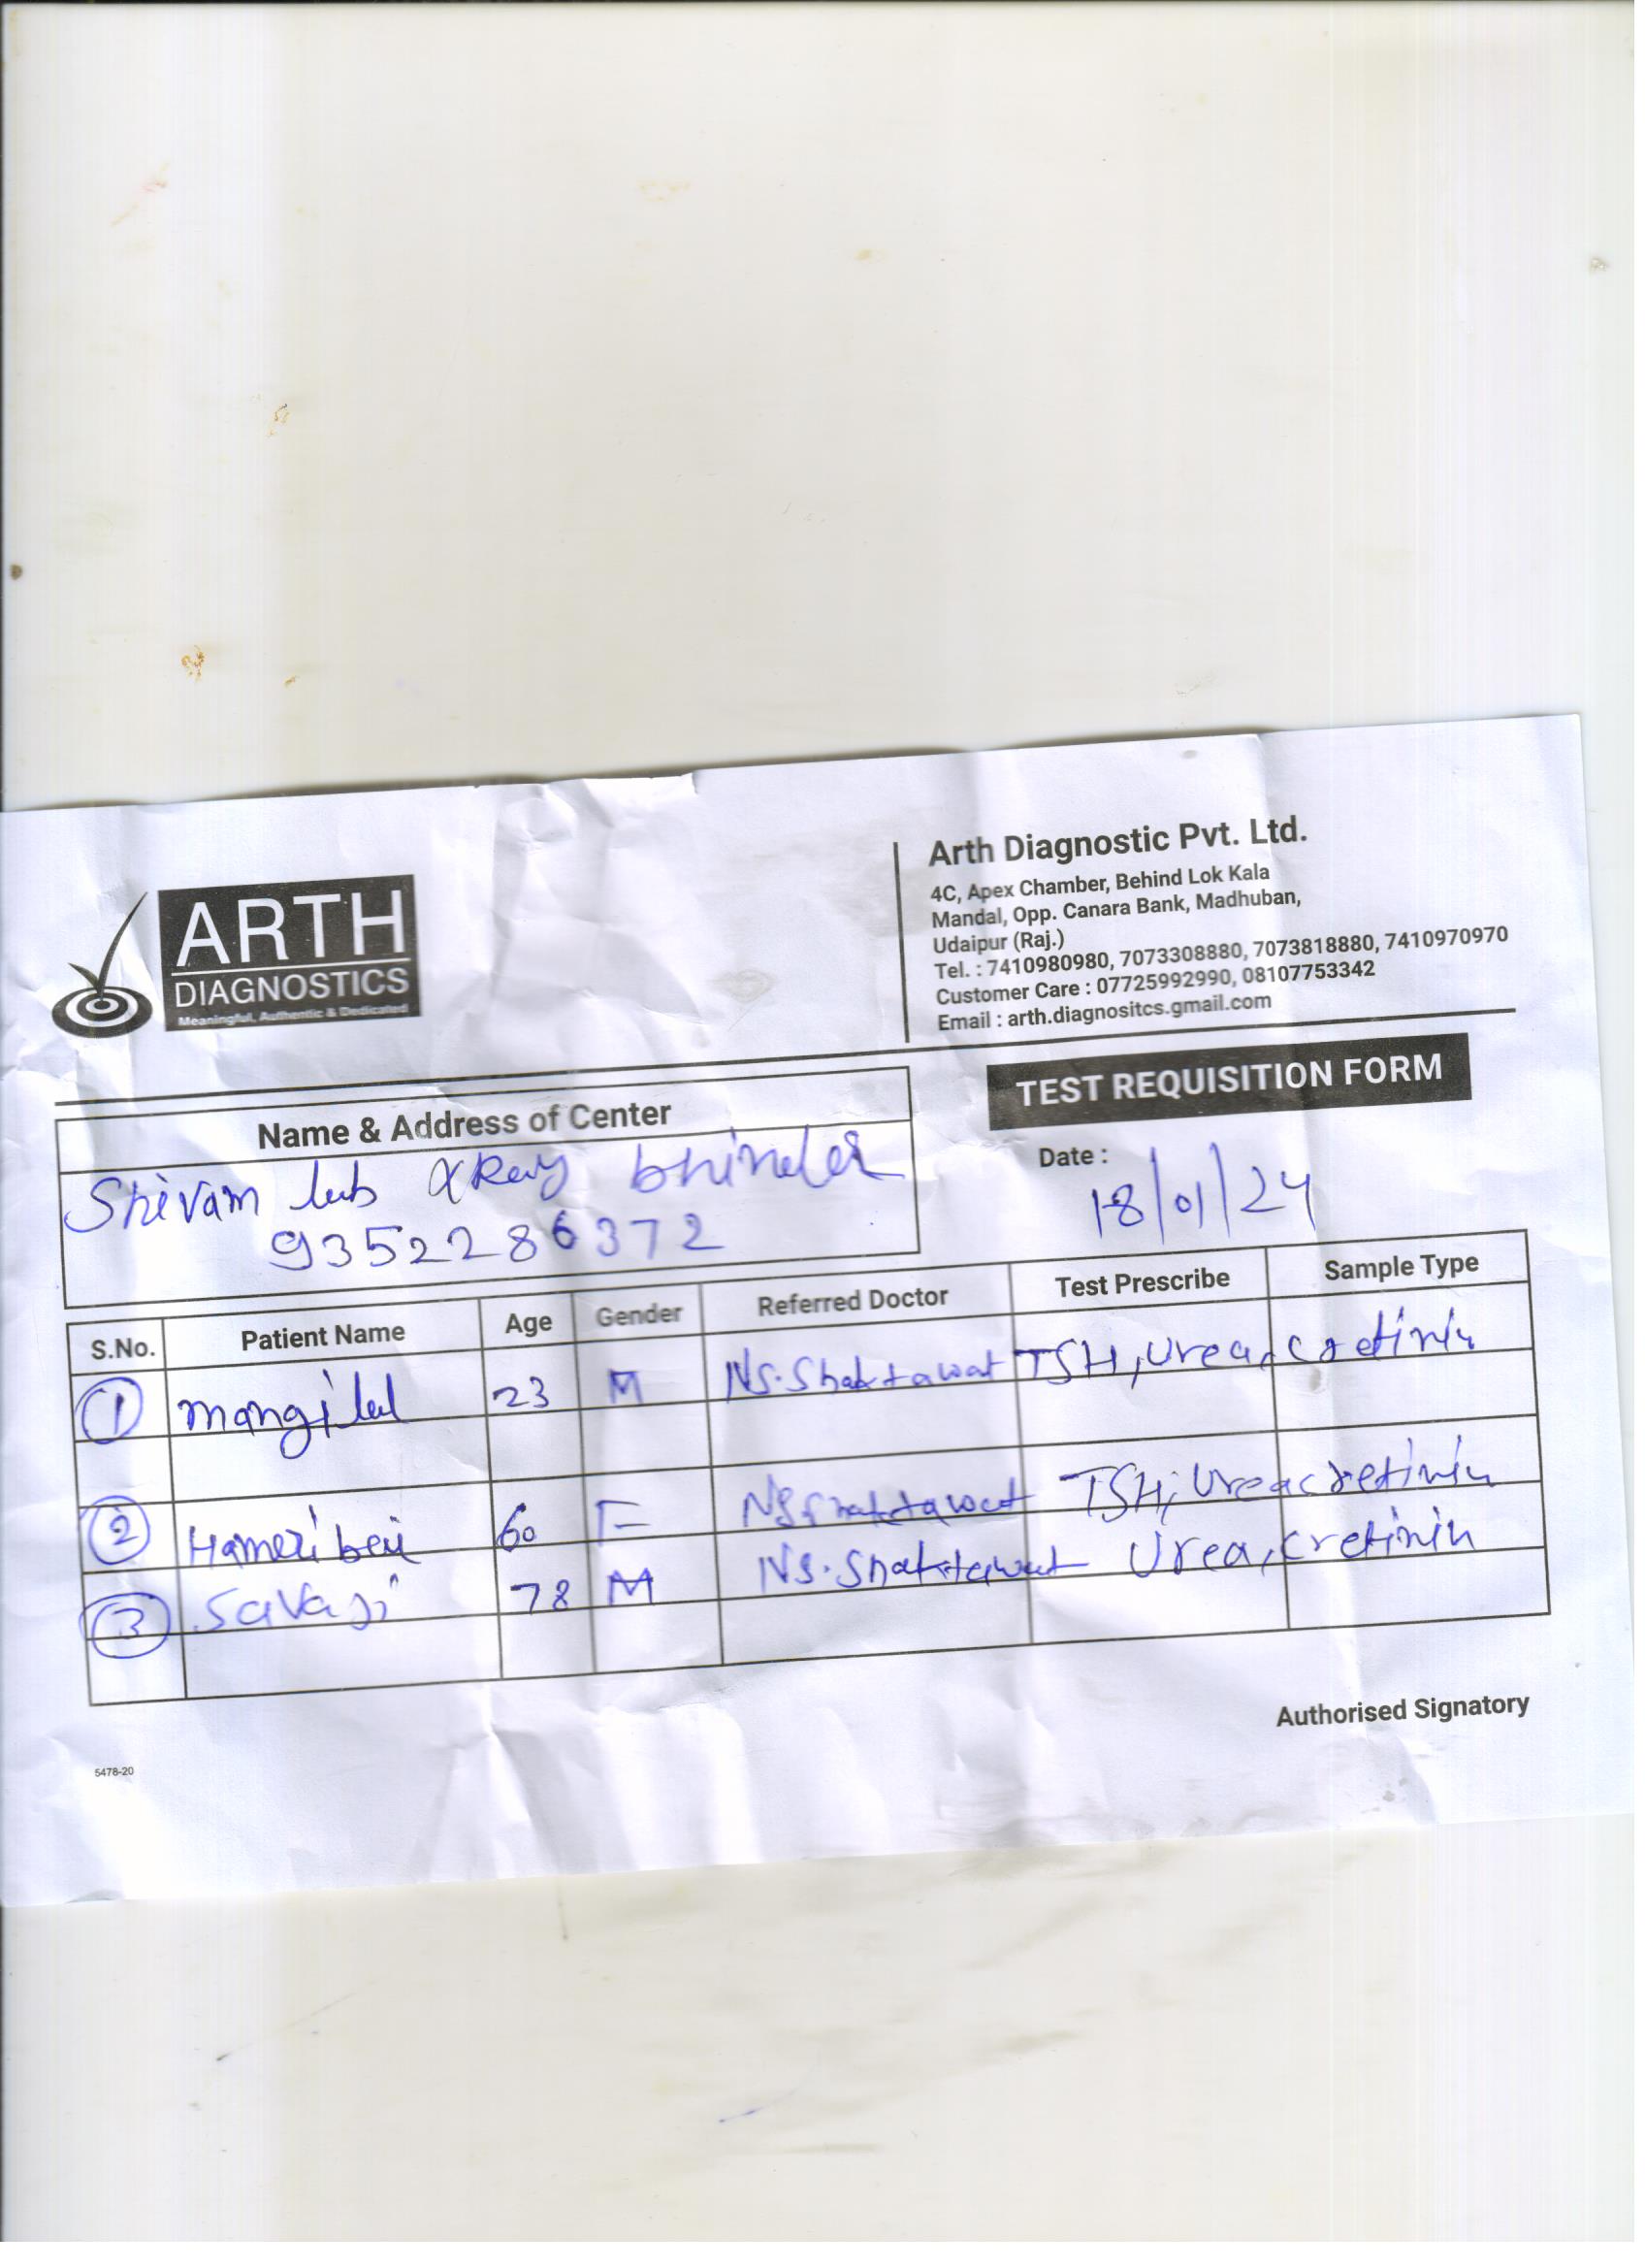 ARTH
DIAGNOSTICS
Meaningful, Authentic & Dedicated
Arth Diagnostic Pvt. Ltd.
4C, Apex Chamber, Behind Lok Kala
Mandal, Opp. Canara Bank, Madhuban,
Udaipur (Raj.)
Tel. : 7410980980, 7073308880, 7073818880, 7410970970
Customer Care : 07725992990, 08107753342
Email : arth.diagnositcs.gmail.com
TEST REQUISITION FORM
Name & Address of Center
Shivam lab XRay bhinder
9352286372
Date : 18/01/24
S.No. Patient Name Age Gender Referred Doctor Test Prescribe Sample Type
1 mangilal 23 M NS. Shaktawat TSH, Urea, cretinin
2 Hameri bai 60 F NS Shaktawat TSH, Urea cretinin
3 Savaji 78 M NS. Shaktawat Urea, cretinin
Authorised Signatory
5478-20